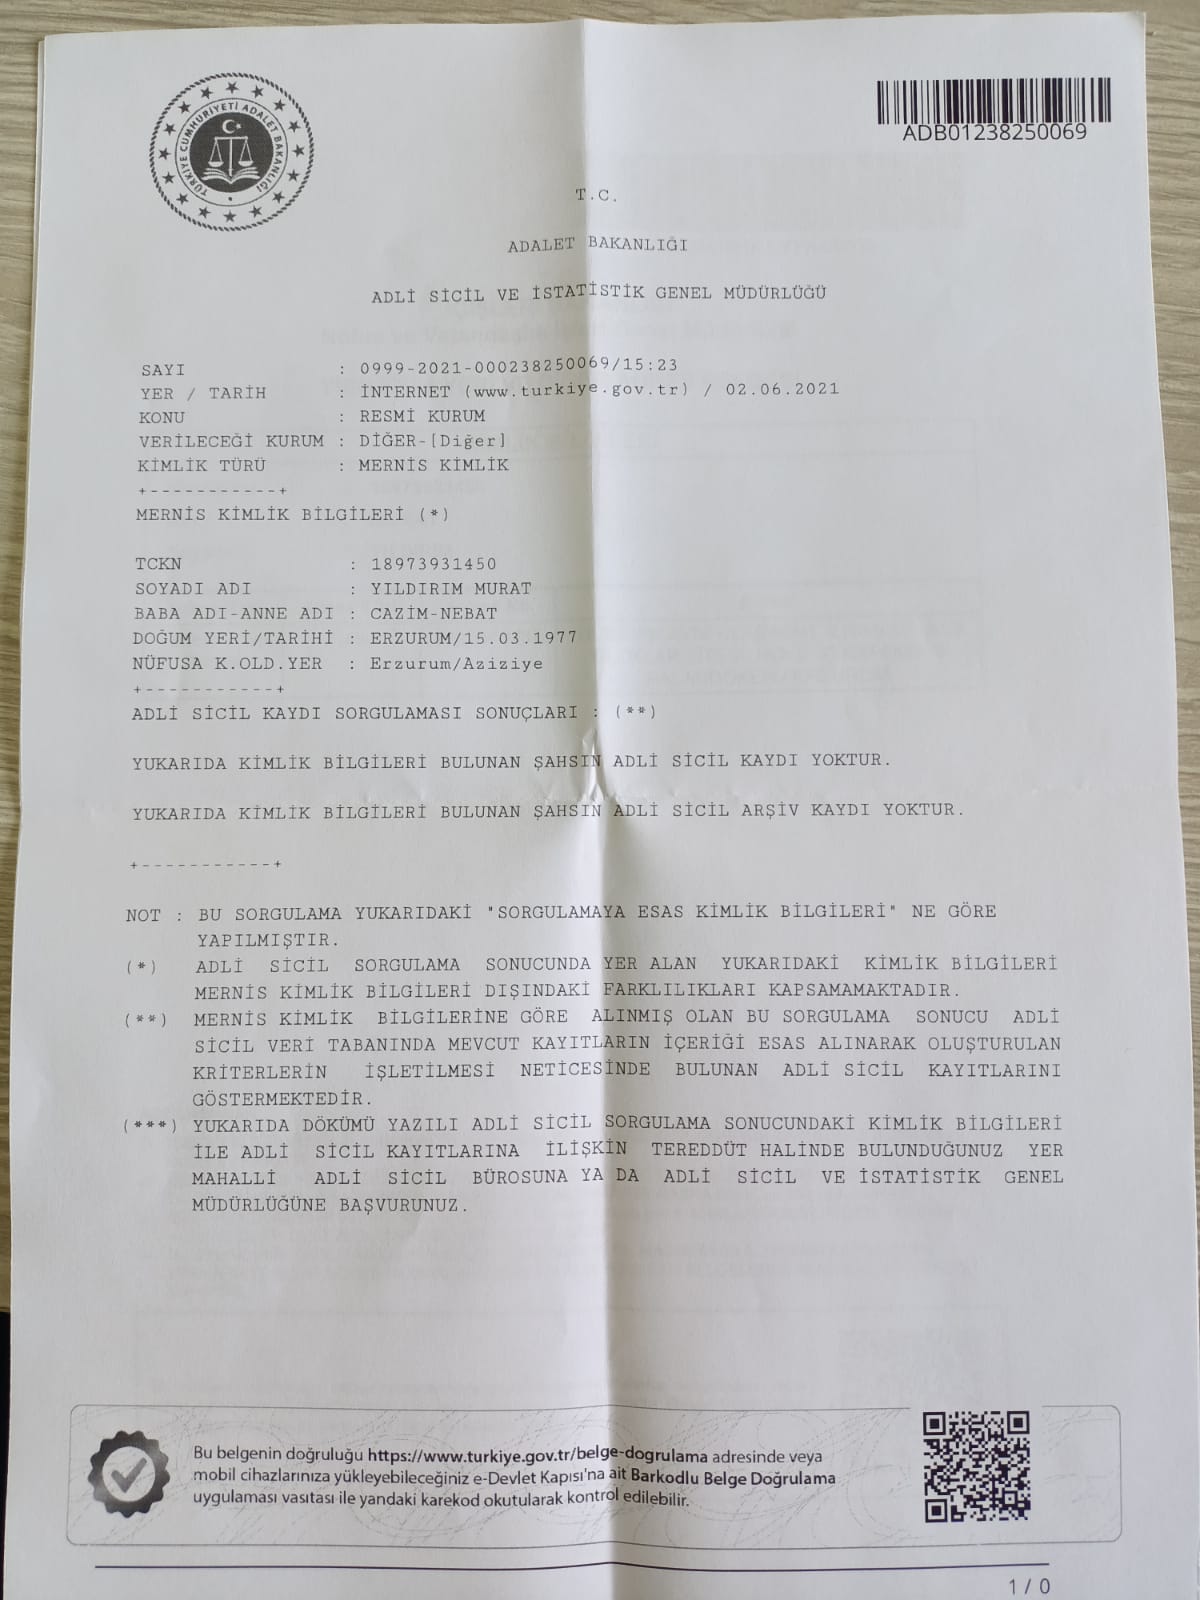 TÜRKİYE CUMHURİYETİ ADALET BAKANLIĞI
ADB01238250069
T.C.
ADALET BAKANLIĞI
ADLİ SİCİL VE İSTATİSTİK GENEL MÜDÜRLÜĞÜ
SAYI : 0999-2021-000238250069/15:23
YER / TARİH : İNTERNET (www.turkiye.gov.tr) / 02.06.2021
KONU : RESMİ KURUM
VERİLECEĞİ KURUM : DİĞER-[Diğer]
KİMLİK TÜRÜ : MERNİS KİMLİK
+-----------+
MERNİS KİMLİK BİLGİLERİ (*)
TCKN : 18973931450
SOYADI ADI : YILDIRIM MURAT
BABA ADI-ANNE ADI : CAZİM-NEBAT
DOĞUM YERİ/TARİHİ : ERZURUM/15.03.1977
NÜFUSA K.OLD.YER : Erzurum/Aziziye
+-----------+
ADLİ SİCİL KAYDI SORGULAMASI SONUÇLARI : (**)
YUKARIDA KİMLİK BİLGİLERİ BULUNAN ŞAHSIN ADLİ SİCİL KAYDI YOKTUR.
YUKARIDA KİMLİK BİLGİLERİ BULUNAN ŞAHSIN ADLİ SİCİL ARŞİV KAYDI YOKTUR.
+-----------+
NOT : BU SORGULAMA YUKARIDAKİ "SORGULAMAYA ESAS KİMLİK BİLGİLERİ" NE GÖRE
YAPILMIŞTIR.
(*) ADLİ SİCİL SORGULAMA SONUCUNDA YER ALAN YUKARIDAKİ KİMLİK BİLGİLERİ
MERNİS KİMLİK BİLGİLERİ DIŞINDAKİ FARKLILIKLARI KAPSAMAMAKTADIR.
(**) MERNİS KİMLİK BİLGİLERİNE GÖRE ALINMIŞ OLAN BU SORGULAMA SONUCU ADLİ
SİCİL VERİ TABANINDA MEVCUT KAYITLARIN İÇERİĞİ ESAS ALINARAK OLUŞTURULAN
KRİTERLERİN İŞLETİLMESİ NETİCESİNDE BULUNAN ADLİ SİCİL KAYITLARINI
GÖSTERMEKTEDİR.
(***) YUKARIDA DÖKÜMÜ YAZILI ADLİ SİCİL SORGULAMA SONUCUNDAKİ KİMLİK BİLGİLERİ
İLE ADLİ SİCİL KAYITLARINA İLİŞKİN TEREDDÜT HALİNDE BULUNDUĞUNUZ YER
MAHALLİ ADLİ SİCİL BÜROSUNA YA DA ADLİ SİCİL VE İSTATİSTİK GENEL
MÜDÜRLÜĞÜNE BAŞVURUNUZ.
Bu belgenin doğruluğu https://www.turkiye.gov.tr/belge-dogrulama adresinde veya
mobil cihazlarınıza yükleyebileceğiniz e-Devlet Kapısı'na ait Barkodlu Belge Doğrulama
uygulaması vasıtası ile yandaki karekod okutularak kontrol edilebilir.
1 / 0